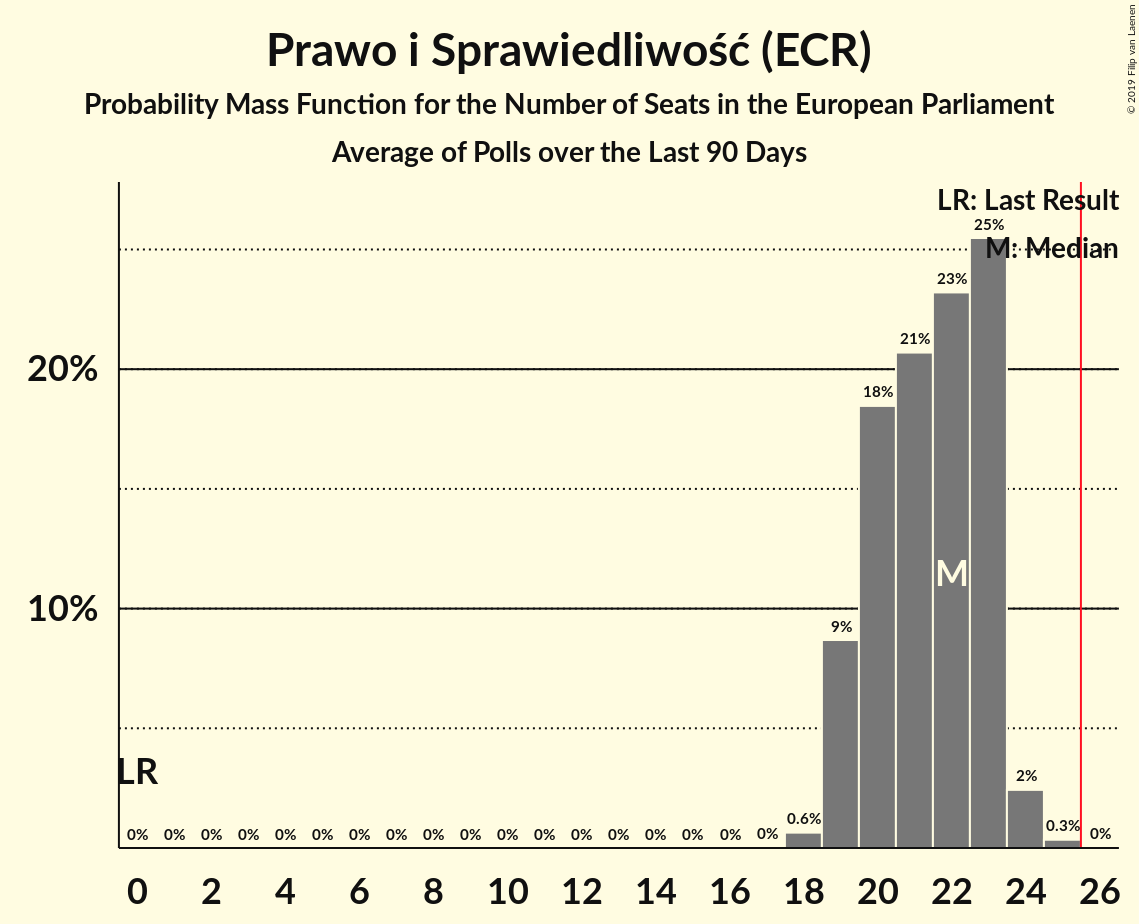 Prawo i Sprawiedliwość (ECR)
Probability Mass Function for the Number of Seats in the European Parliament
Average of Polls over the Last 90 Days
© 2019 Filip van Laenen
LR: Last Result
M: Median
25%
23%
21%
20%
18%
M
10%
9%
LR
2%
0% 0% 0% 0% 0% 0% 0% 0% 0% 0% 0% 0% 0% 0% 0% 0% 0% 0% 0.6% 0.3% 0%
0 2 4 6 8 10 12 14 16 18 20 22 24 26